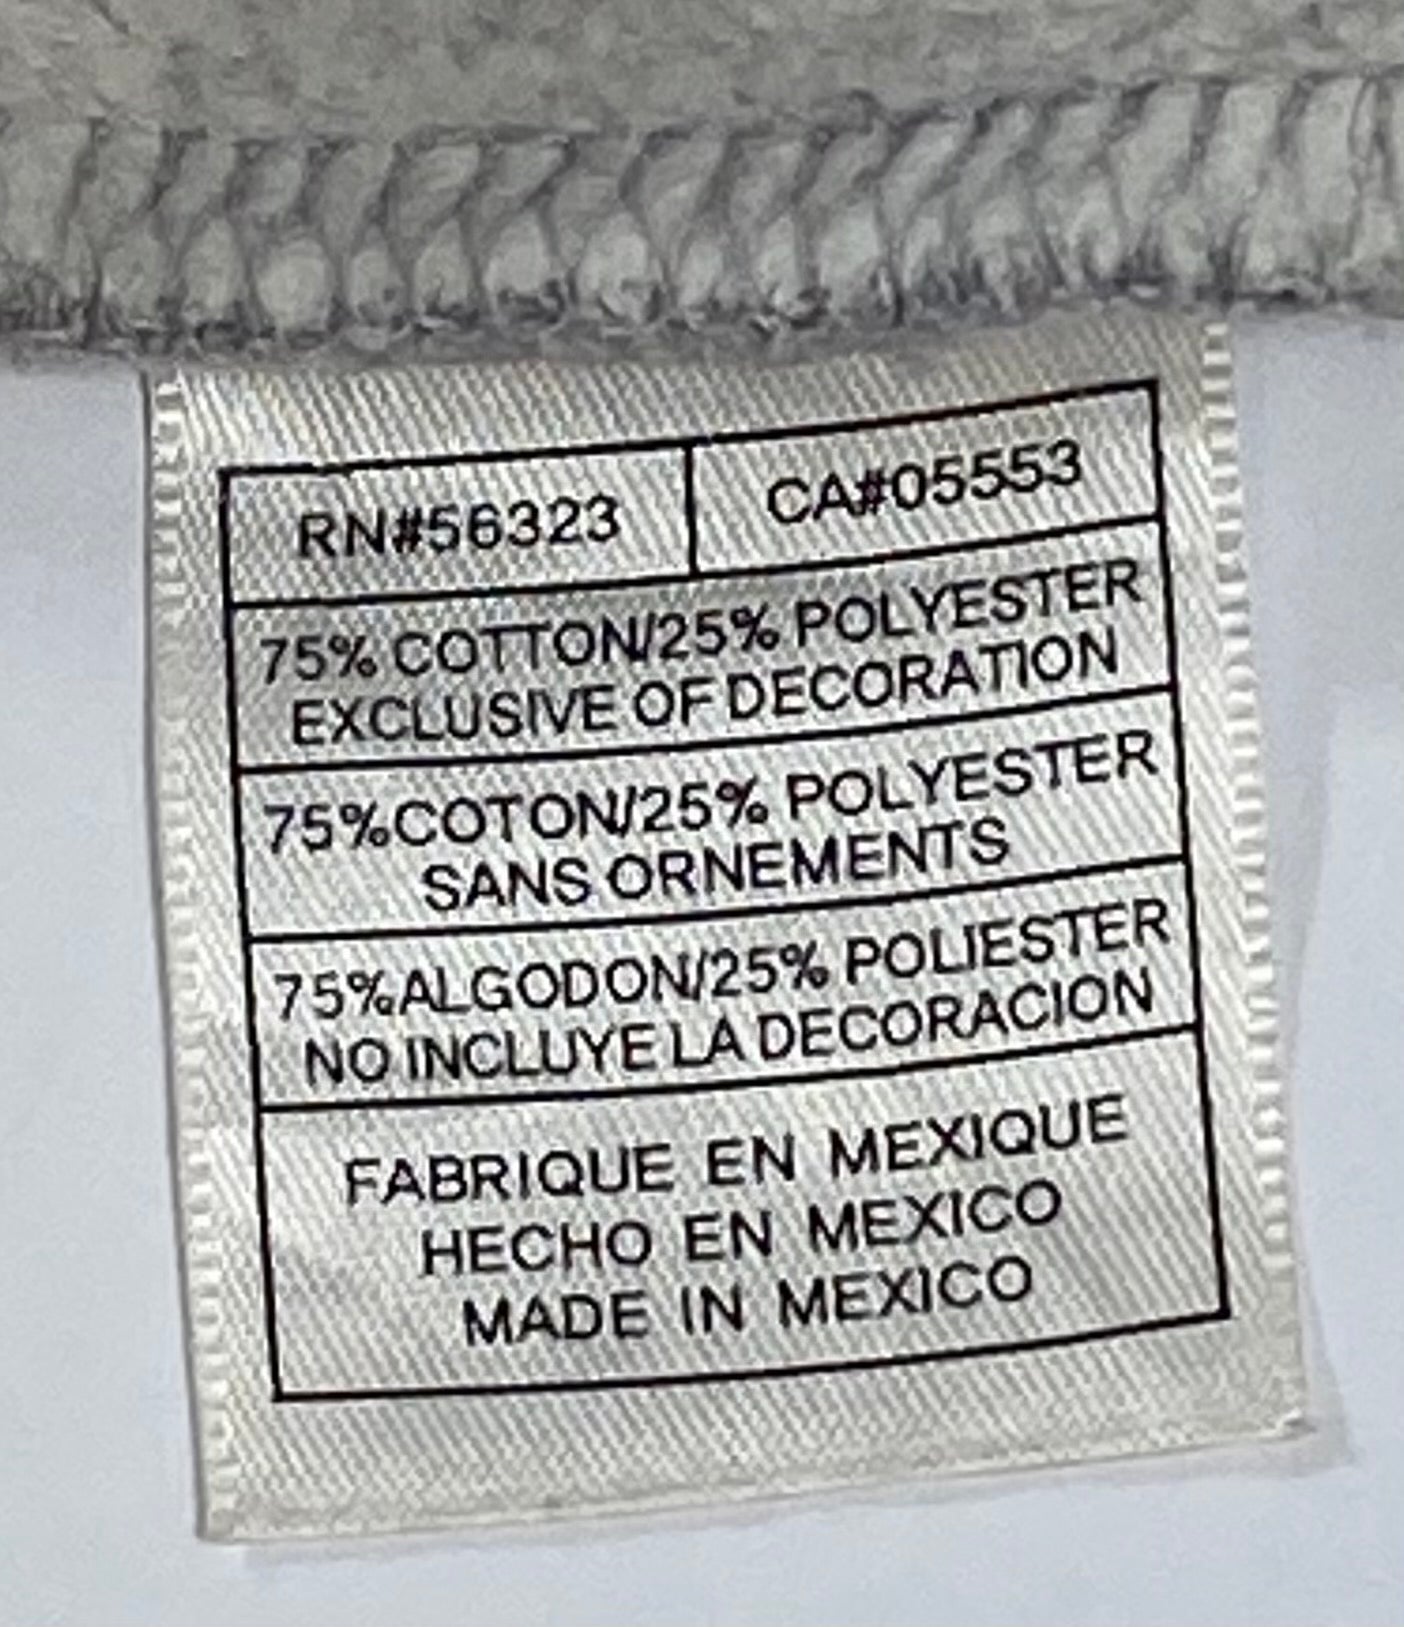 RN#56323 CA#05553
75% COTTON/25% POLYESTER
EXCLUSIVE OF DECORATION
75%COTON/25% POLYESTER
SANS ORNEMENTS
75%ALGODON/25% POLIESTER
NO INCLUYE LA DECORACION
FABRIQUE EN MEXIQUE
HECHO EN MEXICO
MADE IN MEXICO